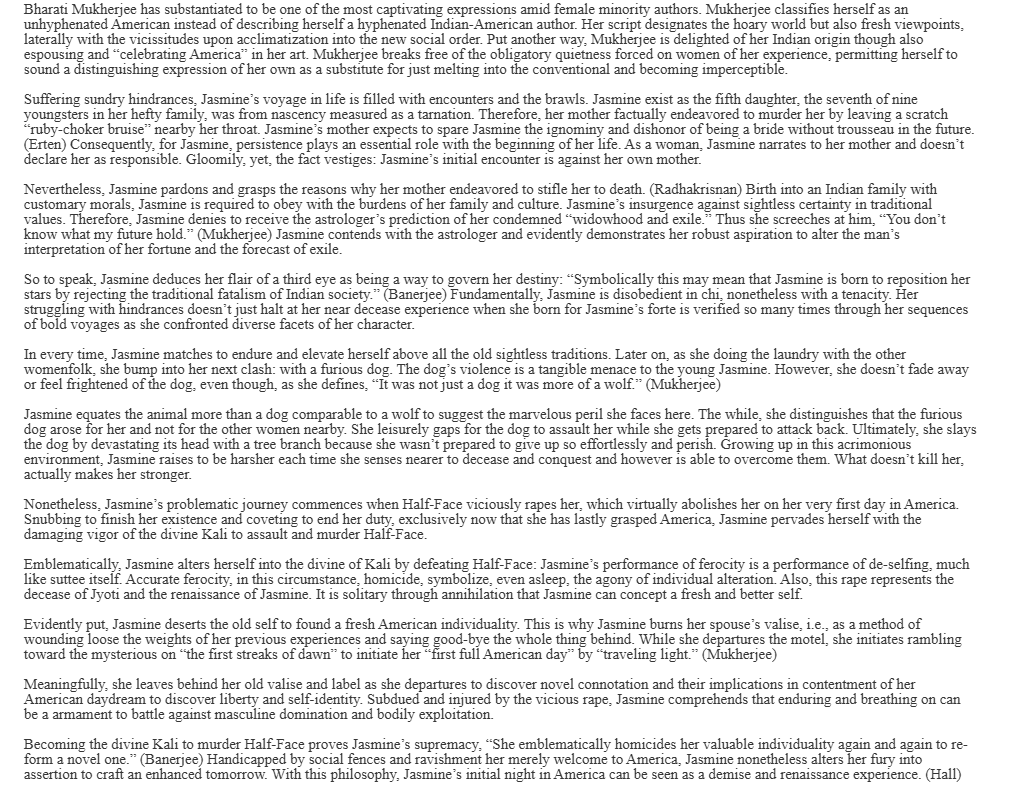 Bharati Mukherjee has substantiated to be one of the most captivating expressions amid female minority authors. Mukherjee classifies herself as an
unhyphenated American instead of describing herself a hyphenated Indian-American author. Her script designates the hoary world but also fresh viewpoints,
laterally with the vicissitudes upon acclimatization into the new social order. Put another way, Mukherjee is delighted of her Indian origin though also
espousing and “celebrating America” in her art. Mukherjee breaks free of the obligatory quietness forced on women of her experience, permitting herself to
sound a distinguishing expression of her own as a substitute for just melting into the conventional and becoming imperceptible.
Suffering sundry hindrances, Jasmine’s voyage in life is filled with encounters and the brawls. Jasmine exist as the fifth daughter, the seventh of nine
youngsters in her hefty family, was from nascency measured as a tarnation. Therefore, her mother factually endeavored to murder her by leaving a scratch
“ruby-choker bruise” nearby her throat. Jasmine’s mother expects to spare Jasmine the ignominy and dishonor of being a bride without trousseau in the future.
(Erten) Consequently, for Jasmine, persistence plays an essential role with the beginning of her life. As a woman, Jasmine narrates to her mother and doesn’t
declare her as responsible. Gloomily, yet, the fact vestiges: Jasmine’s initial encounter is against her own mother.
Nevertheless, Jasmine pardons and grasps the reasons why her mother endeavored to stifle her to death. (Radhakrisnan) Birth into an Indian family with
customary morals, Jasmine is required to obey with the burdens of her family and culture. Jasmine’s insurgence against sightless certainty in traditional
values. Therefore, Jasmine denies to receive the astrologer’s prediction of her condemned “widowhood and exile.” Thus she screeches at him, “You don’t
know what my future hold.” (Mukherjee) Jasmine contends with the astrologer and evidently demonstrates her robust aspiration to alter the man’s
interpretation of her fortune and the forecast of exile.
So to speak, Jasmine deduces her flair of a third eye as being a way to govern her destiny: “Symbolically this may mean that Jasmine is born to reposition her
stars by rejecting the traditional fatalism of Indian society.” (Banerjee) Fundamentally, Jasmine is disobedient in chi, nonetheless with a tenacity. Her
struggling with hindrances doesn’t just halt at her near decease experience when she born for Jasmine’s forte is verified so many times through her sequences
of bold voyages as she confronted diverse facets of her character.
In every time, Jasmine matches to endure and elevate herself above all the old sightless traditions. Later on, as she doing the laundry with the other
womenfolk, she bump into her next clash: with a furious dog. The dog’s violence is a tangible menace to the young Jasmine. However, she doesn’t fade away
or feel frightened of the dog, even though, as she defines, “It was not just a dog it was more of a wolf.” (Mukherjee)
Jasmine equates the animal more than a dog comparable to a wolf to suggest the marvelous peril she faces here. The while, she distinguishes that the furious
dog arose for her and not for the other women nearby. She leisurely gaps for the dog to assault her while she gets prepared to attack back. Ultimately, she slays
the dog by devastating its head with a tree branch because she wasn’t prepared to give up so effortlessly and perish. Growing up in this acrimonious
environment, Jasmine raises to be harsher each time she senses nearer to decease and conquest and however is able to overcome them. What doesn’t kill her,
actually makes her stronger.
Nonetheless, Jasmine’s problematic journey commences when Half-Face viciously rapes her, which virtually abolishes her on her very first day in America.
Snubbing to finish her existence and coveting to end her duty, exclusively now that she has lastly grasped America, Jasmine pervades herself with the
damaging vigor of the divine Kali to assault and murder Half-Face.
Emblematically, Jasmine alters herself into the divine of Kali by defeating Half-Face: Jasmine’s performance of ferocity is a performance of de-selfing, much
like suttee itself. Accurate ferocity, in this circumstance, homicide, symbolize, even asleep, the agony of individual alteration. Also, this rape represents the
decease of Jyoti and the renaissance of Jasmine. It is solitary through annihilation that Jasmine can concept a fresh and better self.
Evidently put, Jasmine deserts the old self to found a fresh American individuality. This is why Jasmine burns her spouse’s valise, i.e., as a method of
wounding loose the weights of her previous experiences and saying good-bye the whole thing behind. While she departures the motel, she initiates rambling
toward the mysterious on “the first streaks of dawn” to initiate her “first full American day” by “traveling light.” (Mukherjee)
Meaningfully, she leaves behind her old valise and label as she departures to discover novel connotation and their implications in contentment of her
American daydream to discover liberty and self-identity. Subdued and injured by the vicious rape, Jasmine comprehends that enduring and breathing on can
be a armament to battle against masculine domination and bodily exploitation.
Becoming the divine Kali to murder Half-Face proves Jasmine’s supremacy, “She emblematically homicides her valuable individuality again and again to re-
form a novel one.” (Banerjee) Handicapped by social fences and ravishment her merely welcome to America, Jasmine nonetheless alters her fury into
assertion to craft an enhanced tomorrow. With this philosophy, Jasmine’s initial night in America can be seen as a demise and renaissance experience. (Hall)